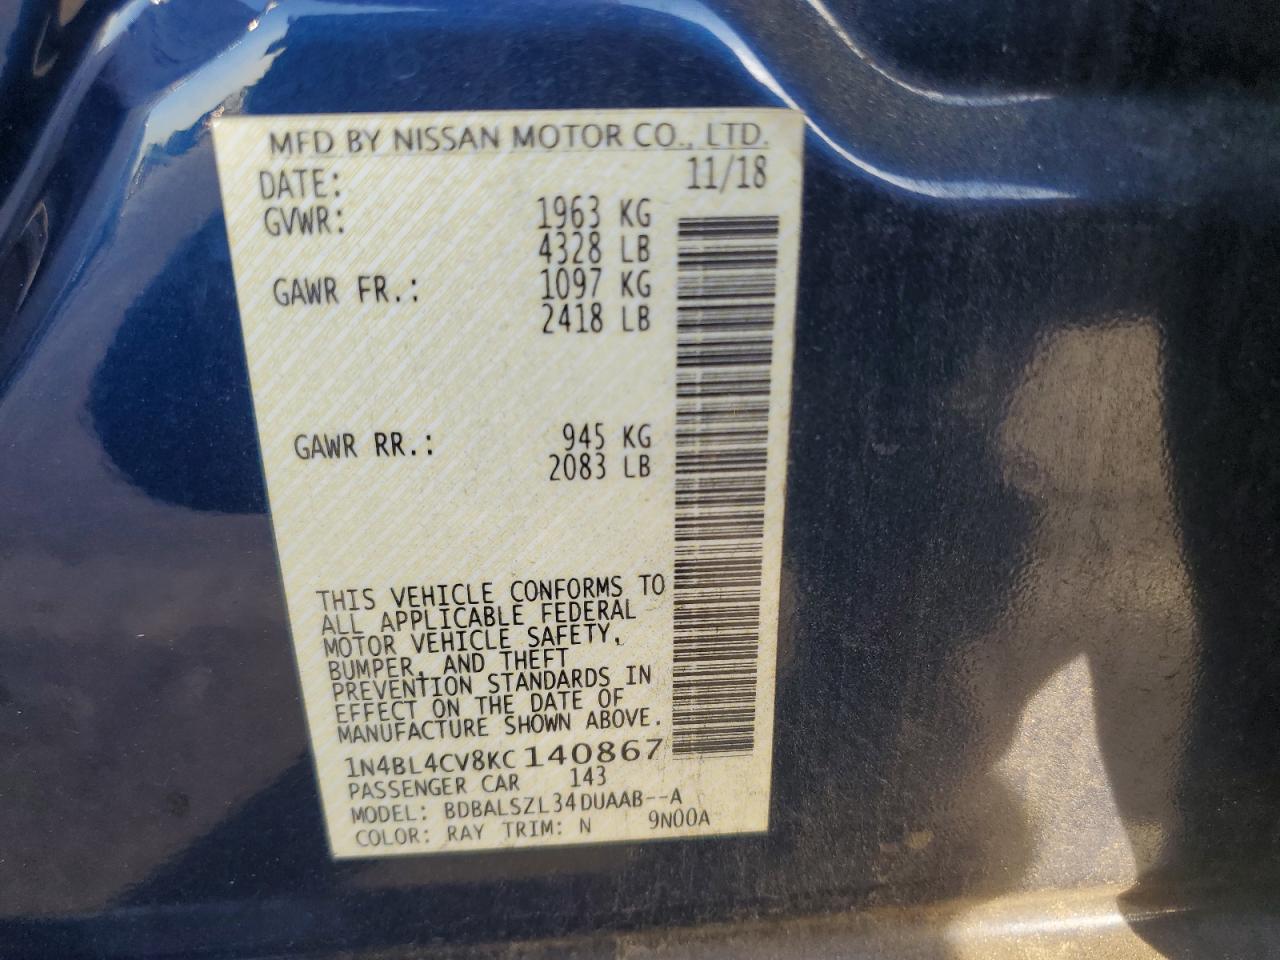 MFD BY NISSAN MOTOR CO., LTD.
DATE: 11/18
GVWR: 1963 KG
4328 LB
GAWR FR.: 1097 KG
2418 LB
GAWR RR.: 945 KG
2083 LB
THIS VEHICLE CONFORMS TO
ALL APPLICABLE FEDERAL
MOTOR VEHICLE SAFETY,
BUMPER, AND THEFT
PREVENTION STANDARDS IN
EFFECT ON THE DATE OF
MANUFACTURE SHOWN ABOVE.
1N4BL4CV8KC140867
PASSENGER CAR 143
MODEL: BDBALSZL34DUAAB--A
COLOR: RAY TRIM: N 9N00A